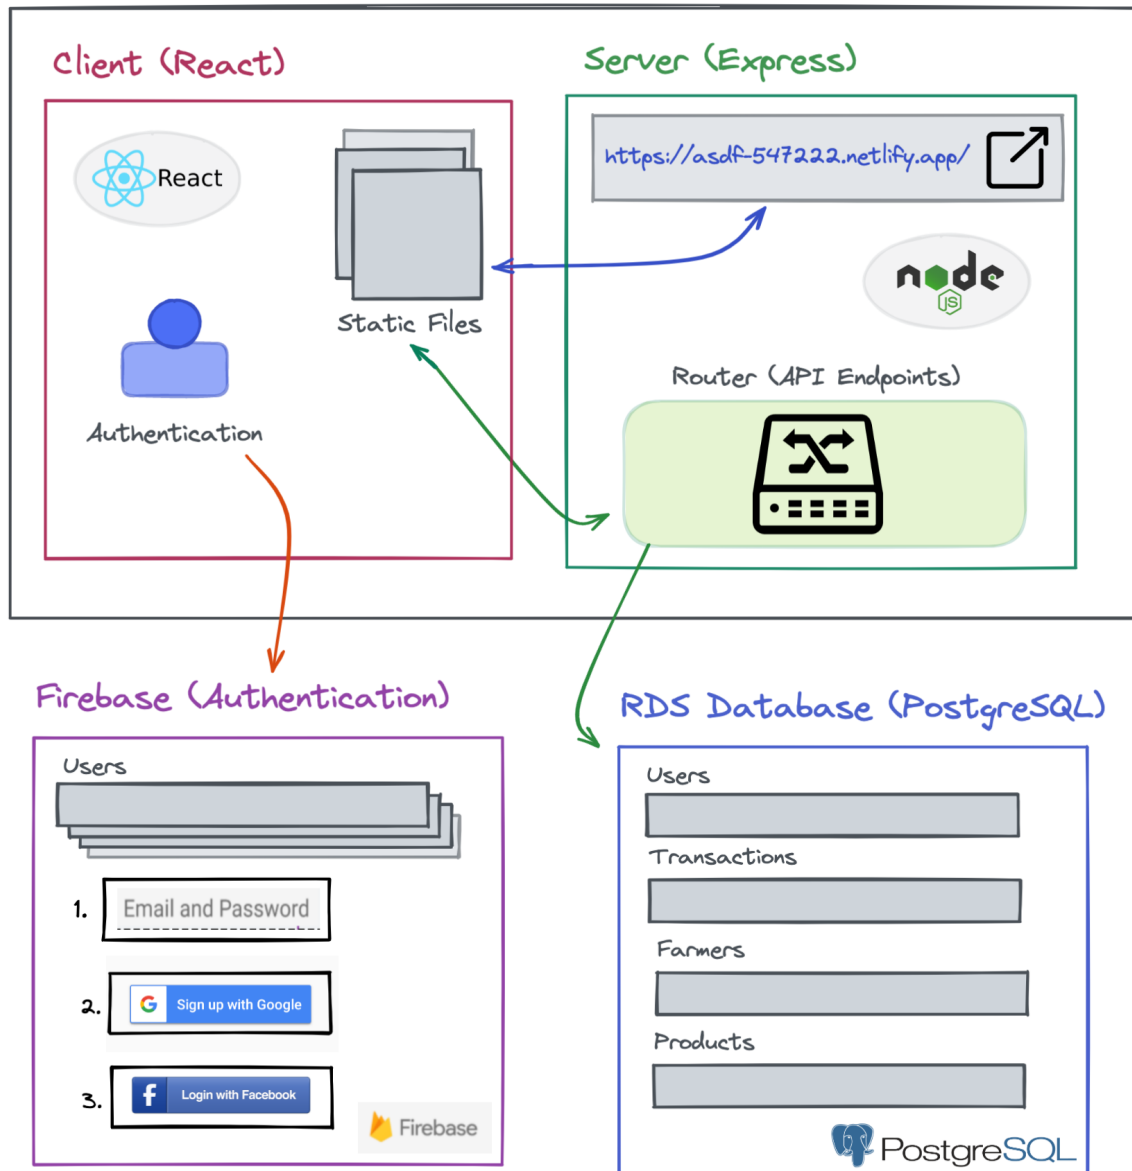 Client (React)
Server (Express)
React
https://asdf-547222.netlify.app/
node
JS
Static Files
Router (API Endpoints)
Authentication
Firebase (Authentication)
RDS Database (PostgreSQL)
Users
1. Email and Password
2. Sign up with Google
3. Login with Facebook
Firebase
Users
Transactions
Farmers
Products
PostgreSQL